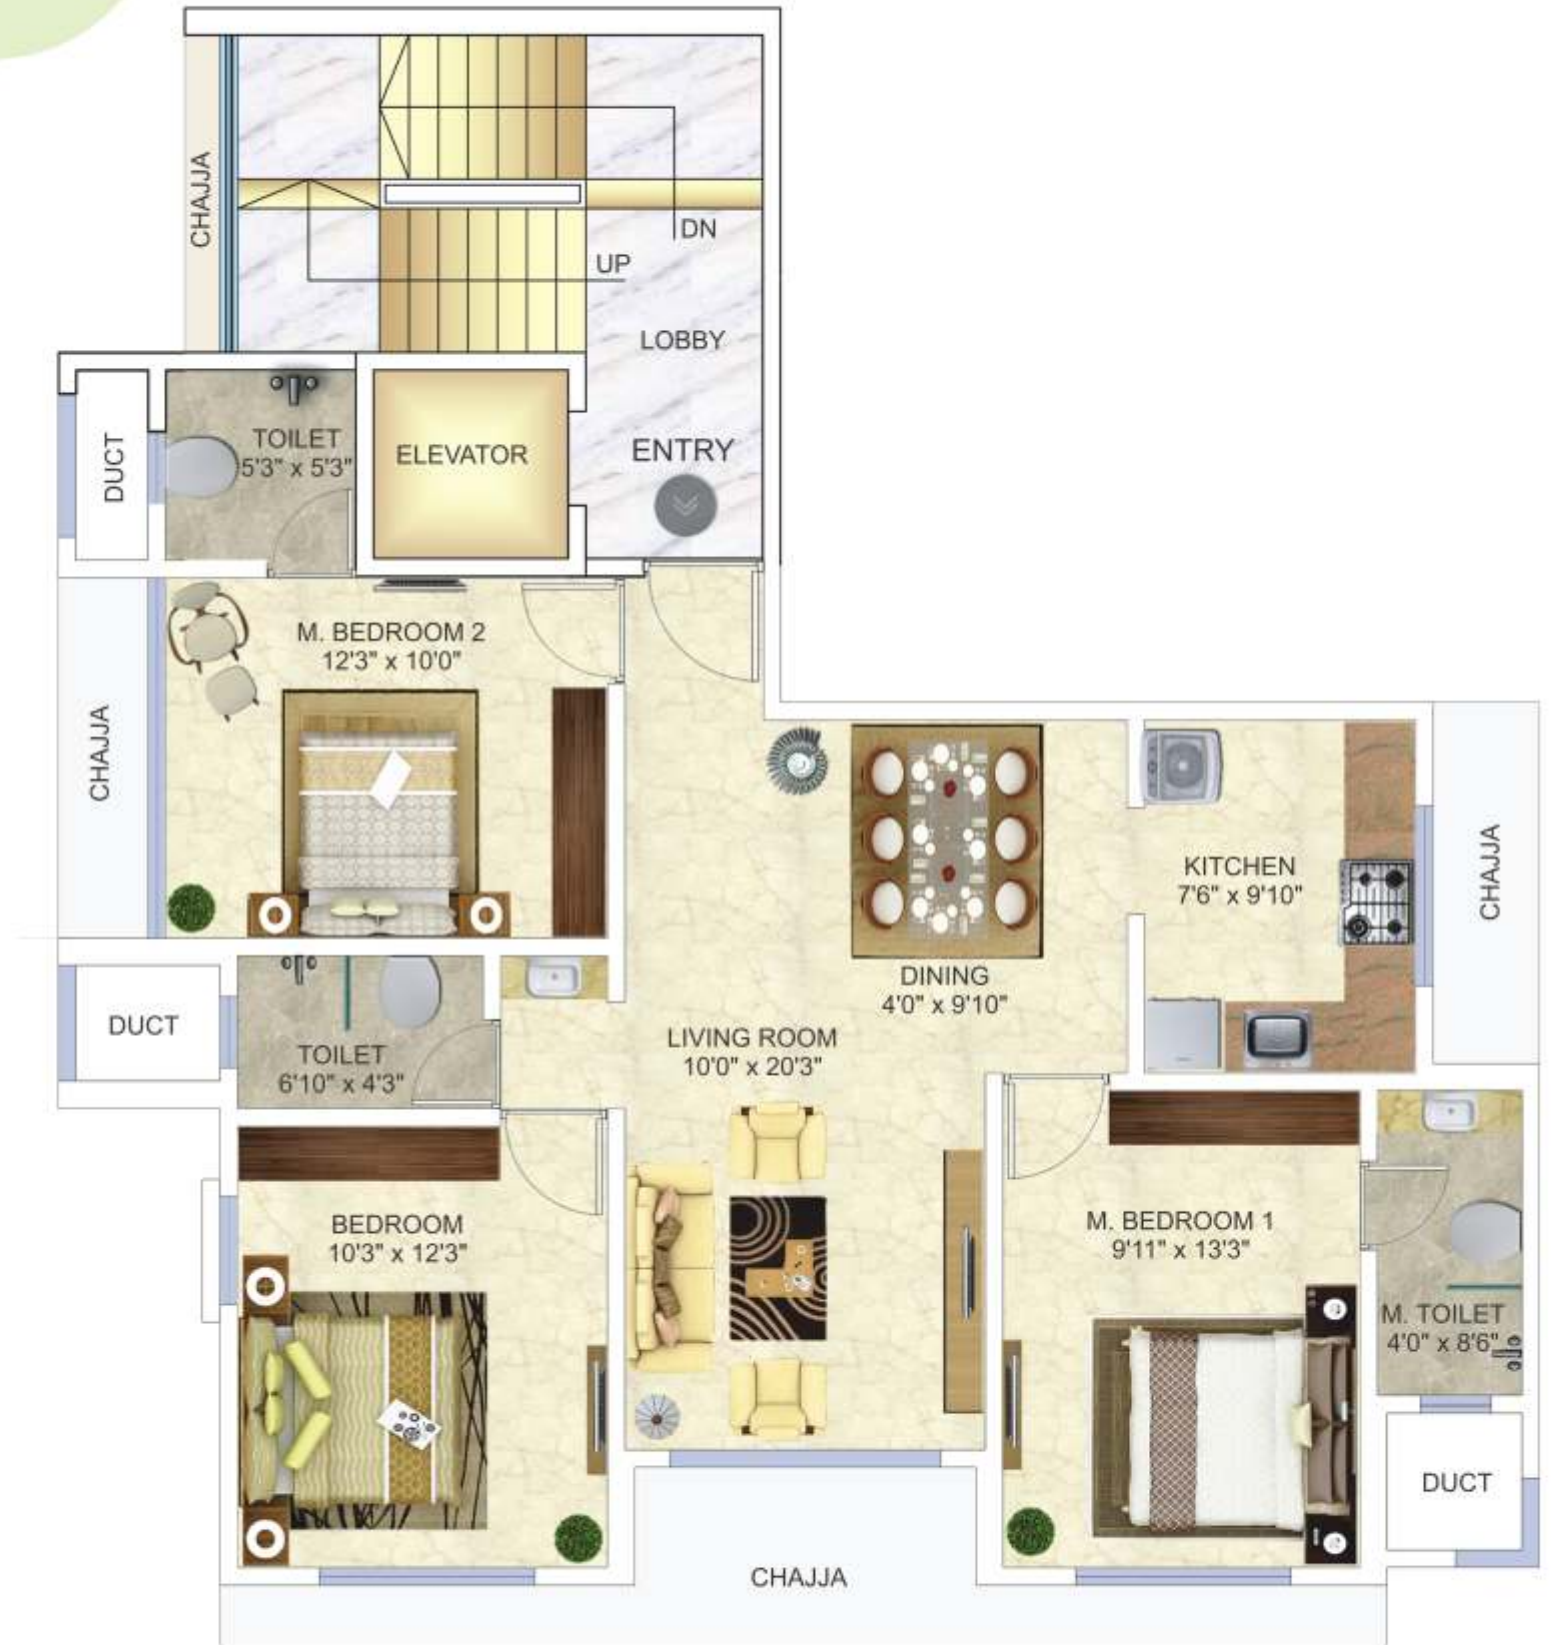 CHAJJA
DN
UP
LOBBY
TOILET
5'3" x 5'3"
DUCT
ELEVATOR
ENTRY
M. BEDROOM 2
12'3" x 10'0"
CHAJJA
KITCHEN
7'6" x 9'10"
CHAJJA
DINING
4'0" x 9'10"
DUCT
TOILET
6'10" x 4'3"
LIVING ROOM
10'0" x 20'3"
BEDROOM
10'3" x 12'3"
M. BEDROOM 1
9'11" x 13'3"
M. TOILET
4'0" x 8'6"
DUCT
CHAJJA